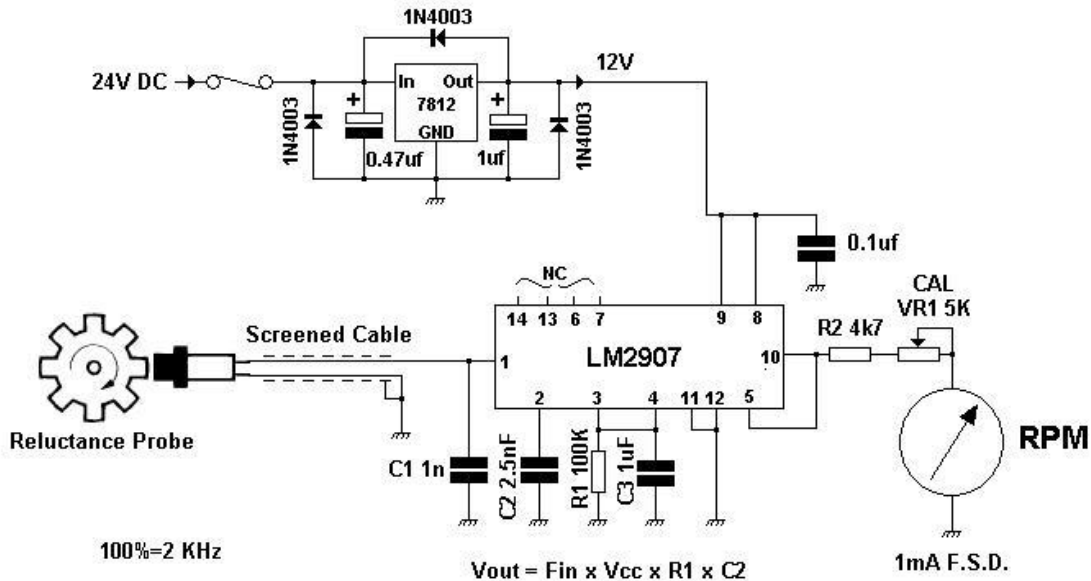 1N4003
24V DC
12V
In Out
7812
GND
+
+
1N4003
0.47uf
1uf
1N4003
0.1uf
NC
14 13 6 7 9 8
CAL
VR1 5K
R2 4k7
Screened Cable
1
LM2907
10
2 3 4 11 12 5
Reluctance Probe
RPM
C1 1n
C2 2.5nF
R1 100K
C3 1uF
100%=2 KHz
Vout = Fin x Vcc x R1 x C2
1mA F.S.D.